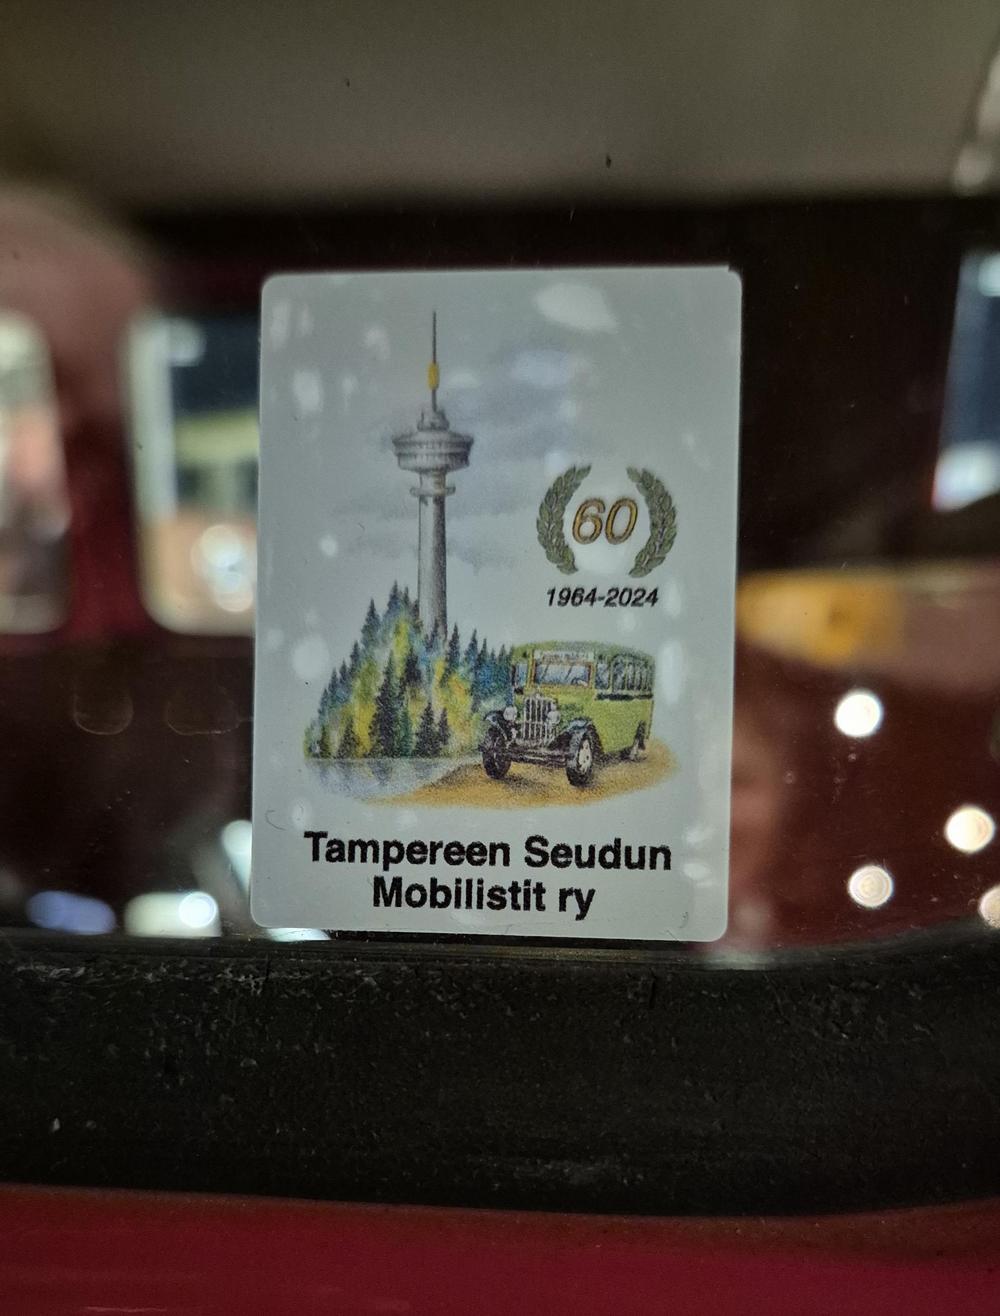 60
1964-2024
Tampereen Seudun
Mobilistit ry